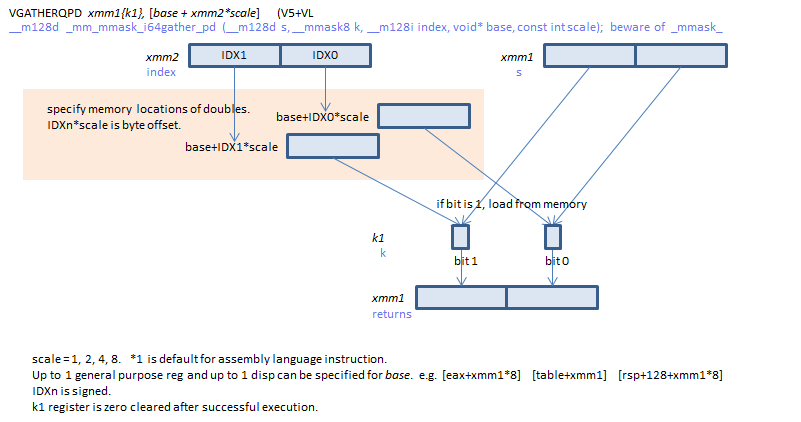 VGATHERQPD xmm1{k1}, [base + xmm2*scale] (V5+VL
__m128d _mm_mmask_i64gather_pd (__m128d s, __mmask8 k, __m128i index, void* base, const int scale); beware of _mmask_
xmm2 IDX1 IDX0 xmm1
index s
specify memory locations of doubles.
IDXn*scale is byte offset.
base+IDX0*scale
base+IDX1*scale
if bit is 1, load from memory
k1
k
bit 1 bit 0
xmm1
returns
scale = 1, 2, 4, 8. *1 is default for assembly language instruction.
Up to 1 general purpose reg and up to 1 disp can be specified for base. e.g. [eax+xmm1*8] [table+xmm1] [rsp+128+xmm1*8]
IDXn is signed.
k1 register is zero cleared after successful execution.